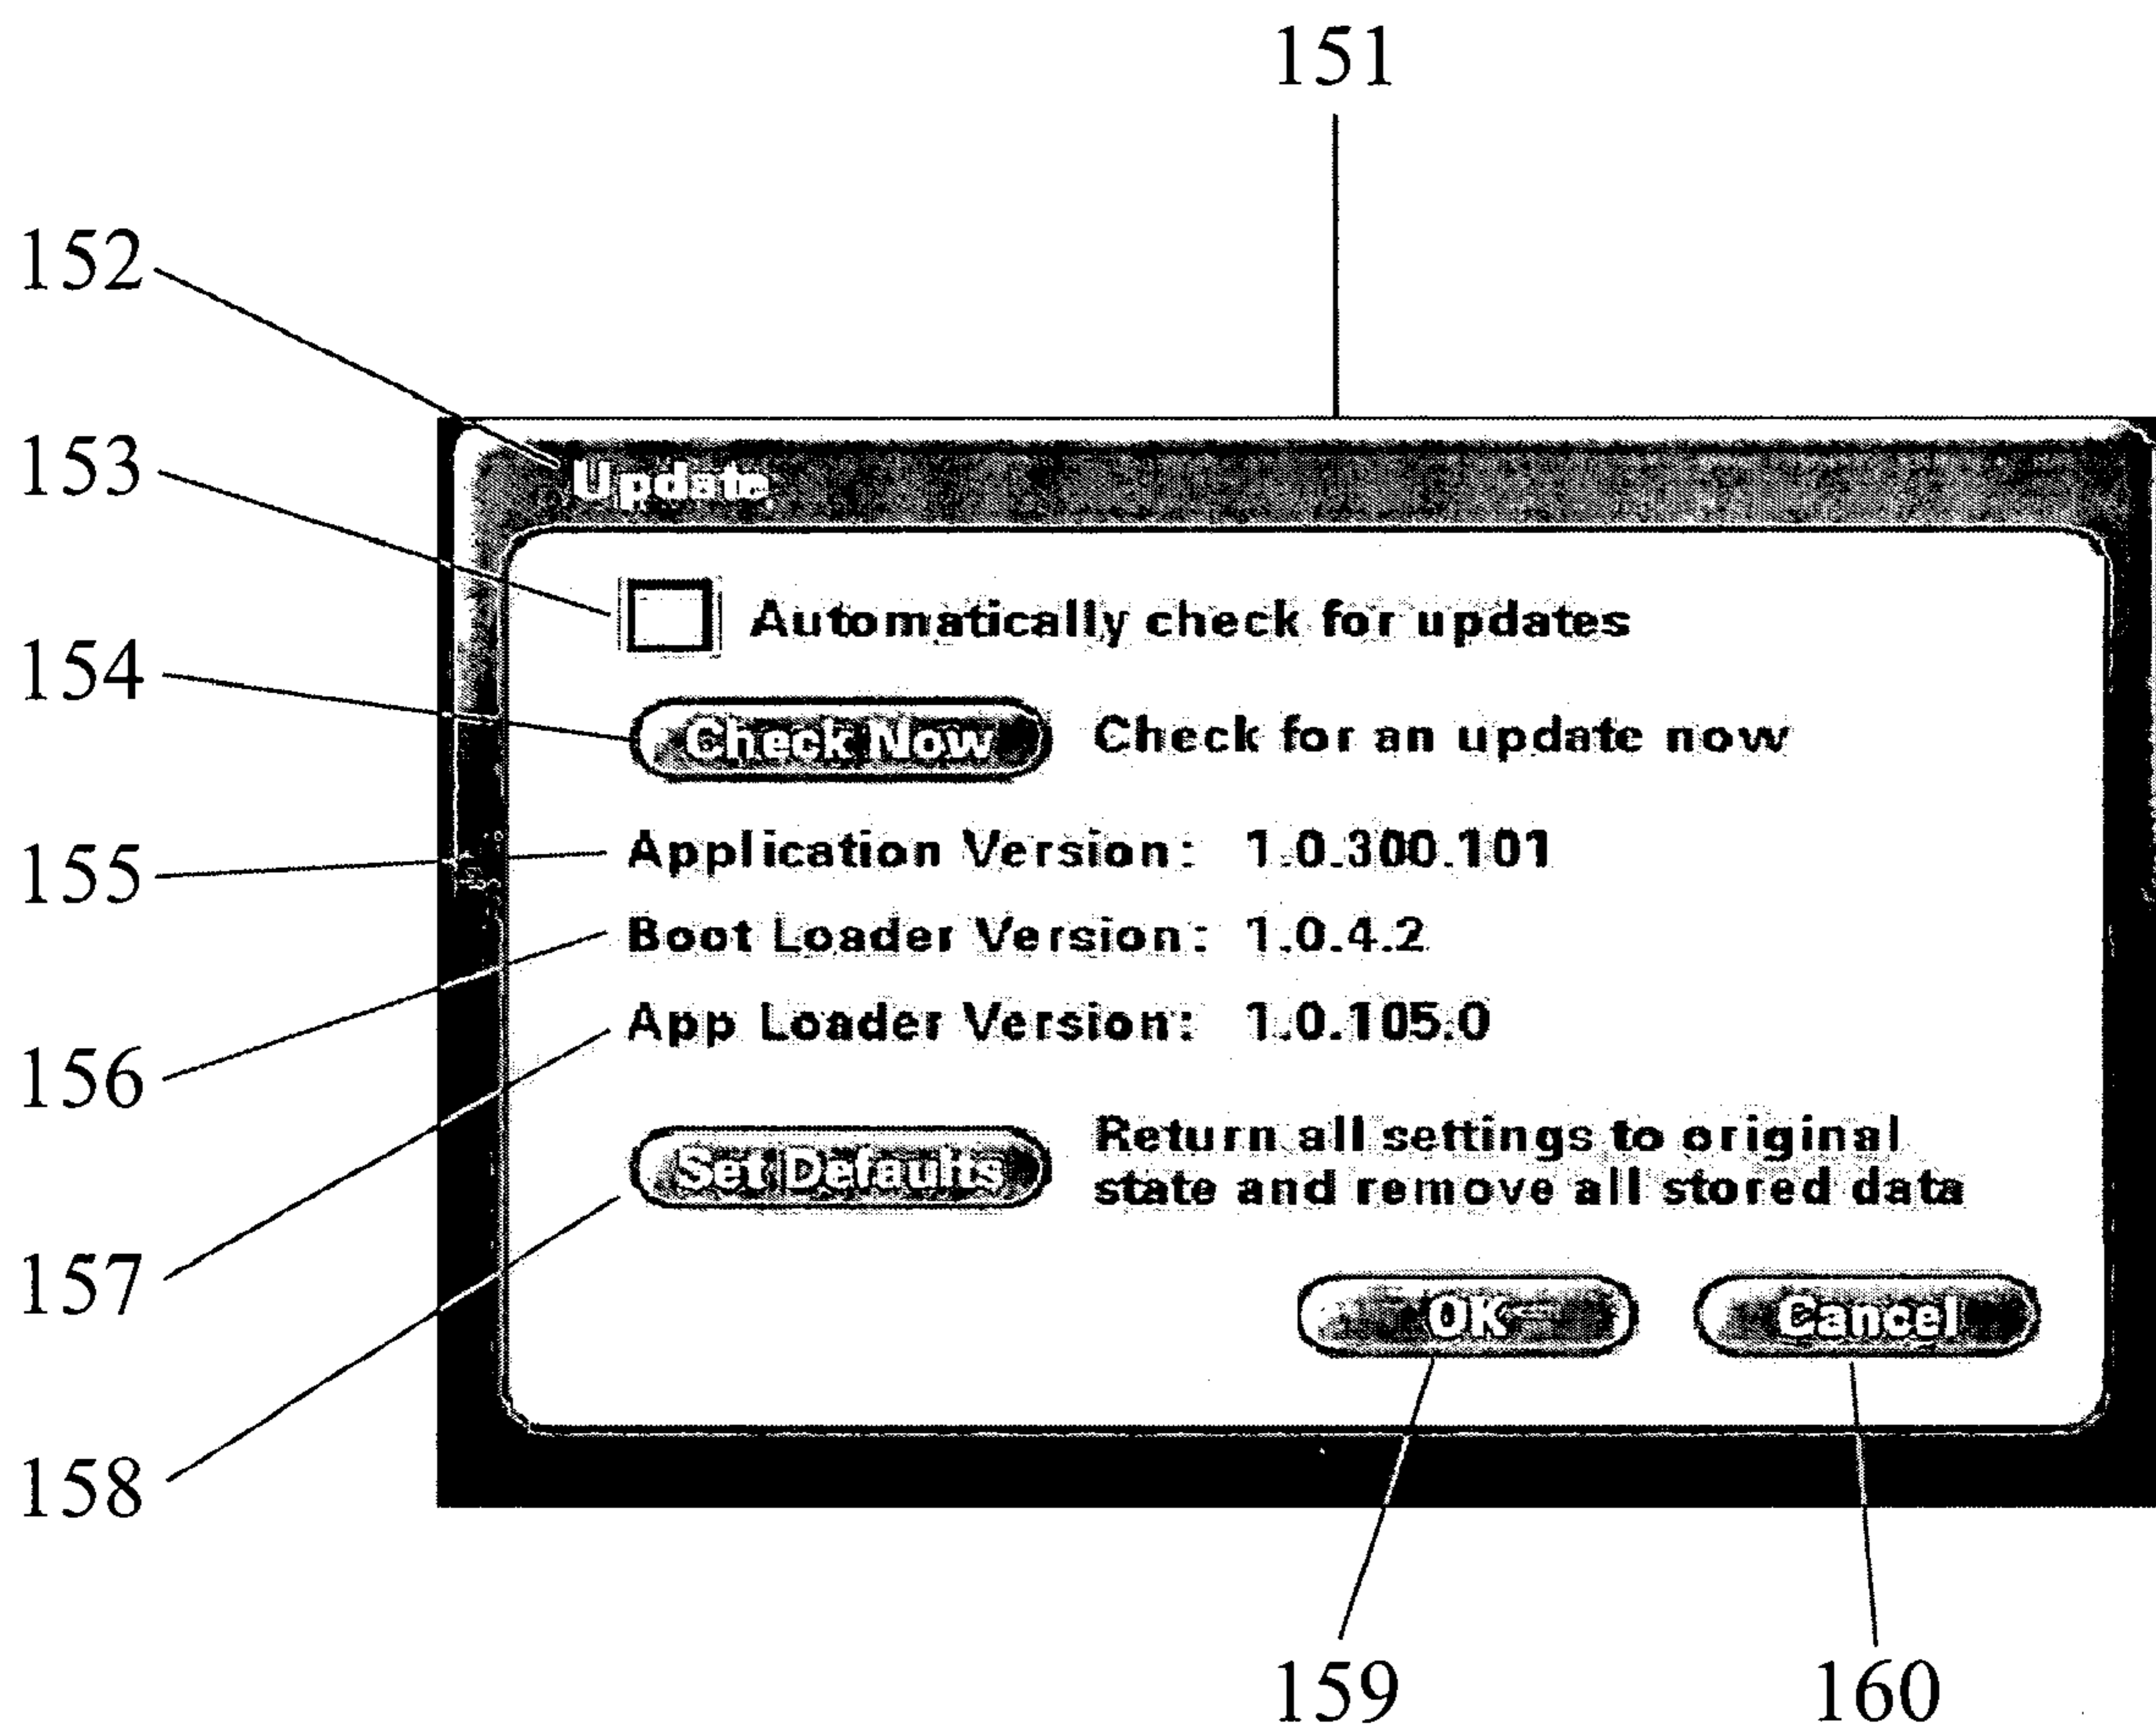 151
152
Update
153
Automatically check for updates
154
Check Now Check for an update now
155
Application Version: 1.0.300.101
156
Boot Loader Version: 1.0.4.2
157
App Loader Version: 1.0.105.0
158
Set Defaults
Return all settings to original
state and remove all stored data
OK Cancel
159 160